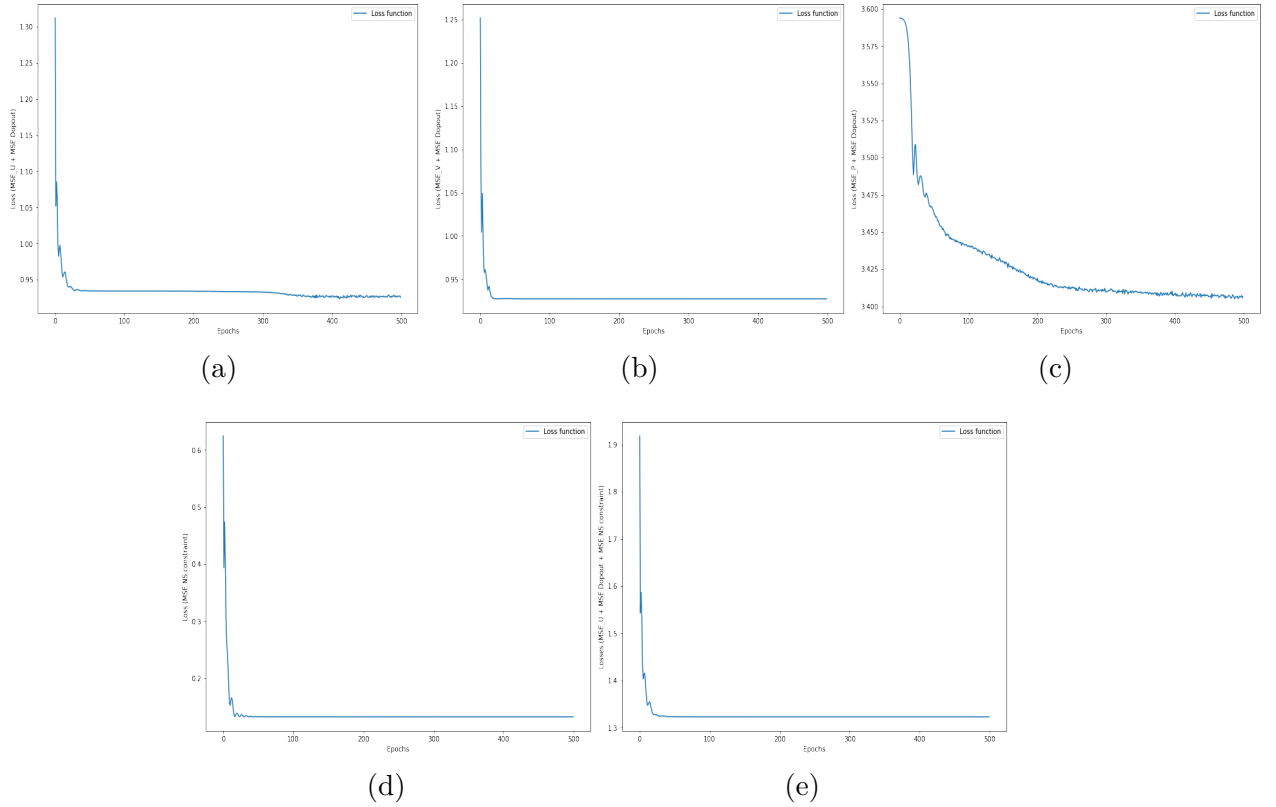 Loss function
Loss (MSE_U + MSE Dopout)
1.30
1.25
1.20
1.15
1.10
1.05
1.00
0.95
0 100 200 300 400 500
Epochs
(a)
Loss function
Loss (MSE_V + MSE Dopout)
1.25
1.20
1.15
1.10
1.05
1.00
0.95
0 100 200 300 400 500
Epochs
(b)
Loss function
Loss (MSE_P + MSE Dopout)
3.600
3.575
3.550
3.525
3.500
3.475
3.450
3.425
3.400
0 100 200 300 400 500
Epochs
(c)
Loss function
Loss (MSE NS constraint)
0.6
0.5
0.4
0.3
0.2
0 100 200 300 400 500
Epochs
(d)
Loss function
Losses (MSE_U + MSE Dopout + MSE NS constraint)
1.9
1.8
1.7
1.6
1.5
1.4
1.3
0 100 200 300 400 500
Epochs
(e)